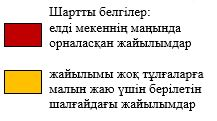 Шартты белгілер:
елді мекеннің маңында
орналасқан жайылымдар
жайылымы жоқ тұлғаларға
малын жаю үшін берілетін
шалғайдағы жайылымдар